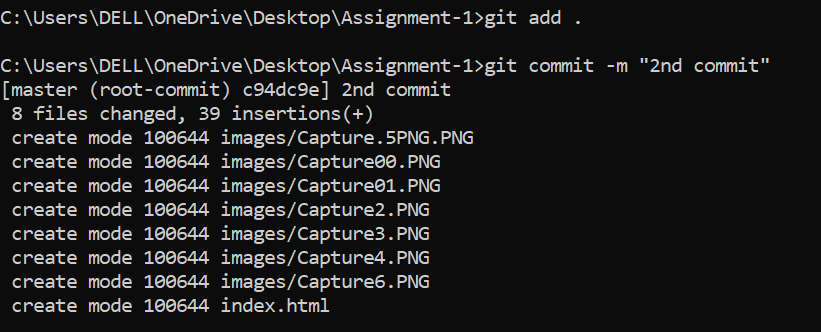 C:\Users\DELL\OneDrive\Desktop\Assignment-1>git add .
C:\Users\DELL\OneDrive\Desktop\Assignment-1>git commit -m "2nd commit"
[master (root-commit) c94dc9e] 2nd commit
 8 files changed, 39 insertions(+)
 create mode 100644 images/Capture.5PNG.PNG
 create mode 100644 images/Capture00.PNG
 create mode 100644 images/Capture01.PNG
 create mode 100644 images/Capture2.PNG
 create mode 100644 images/Capture3.PNG
 create mode 100644 images/Capture4.PNG
 create mode 100644 images/Capture6.PNG
 create mode 100644 index.html